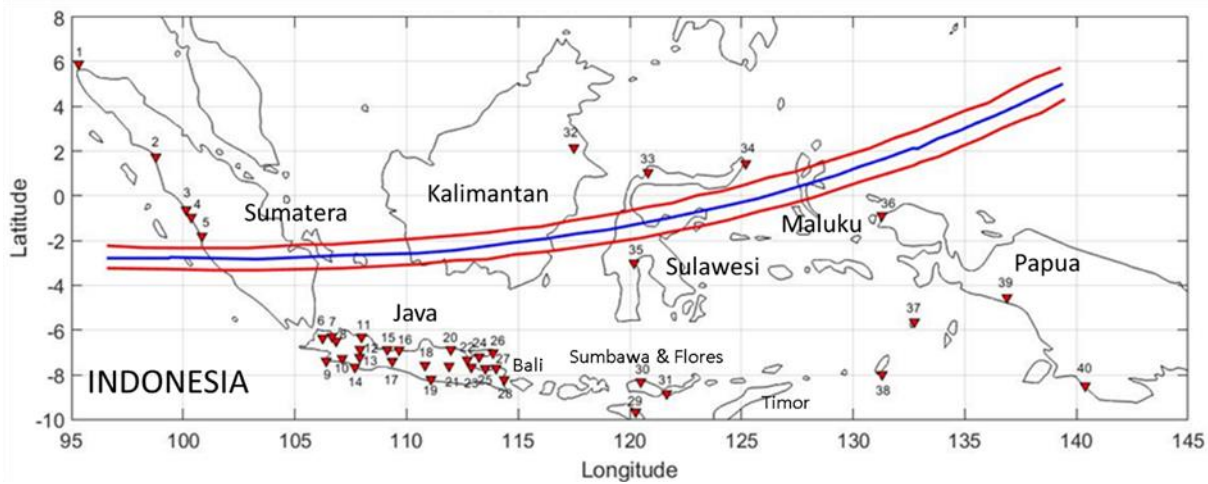 8
6
4
2
0
-2
-4
-6
-8
-10
Latitude
1
2
3
4
5
Sumatera
Kalimantan
32
33
34
35
Sulawesi
Maluku
36
Papua
37
38
39
40
Java
6 7 8 11 15 16 20 22 24 26
12 18 27
9 10 13 17 21 23 25
14 19 28
Bali
Sumbawa & Flores
30
31
29
Timor
INDONESIA
95 100 105 110 115 120 125 130 135 140 145
Longitude